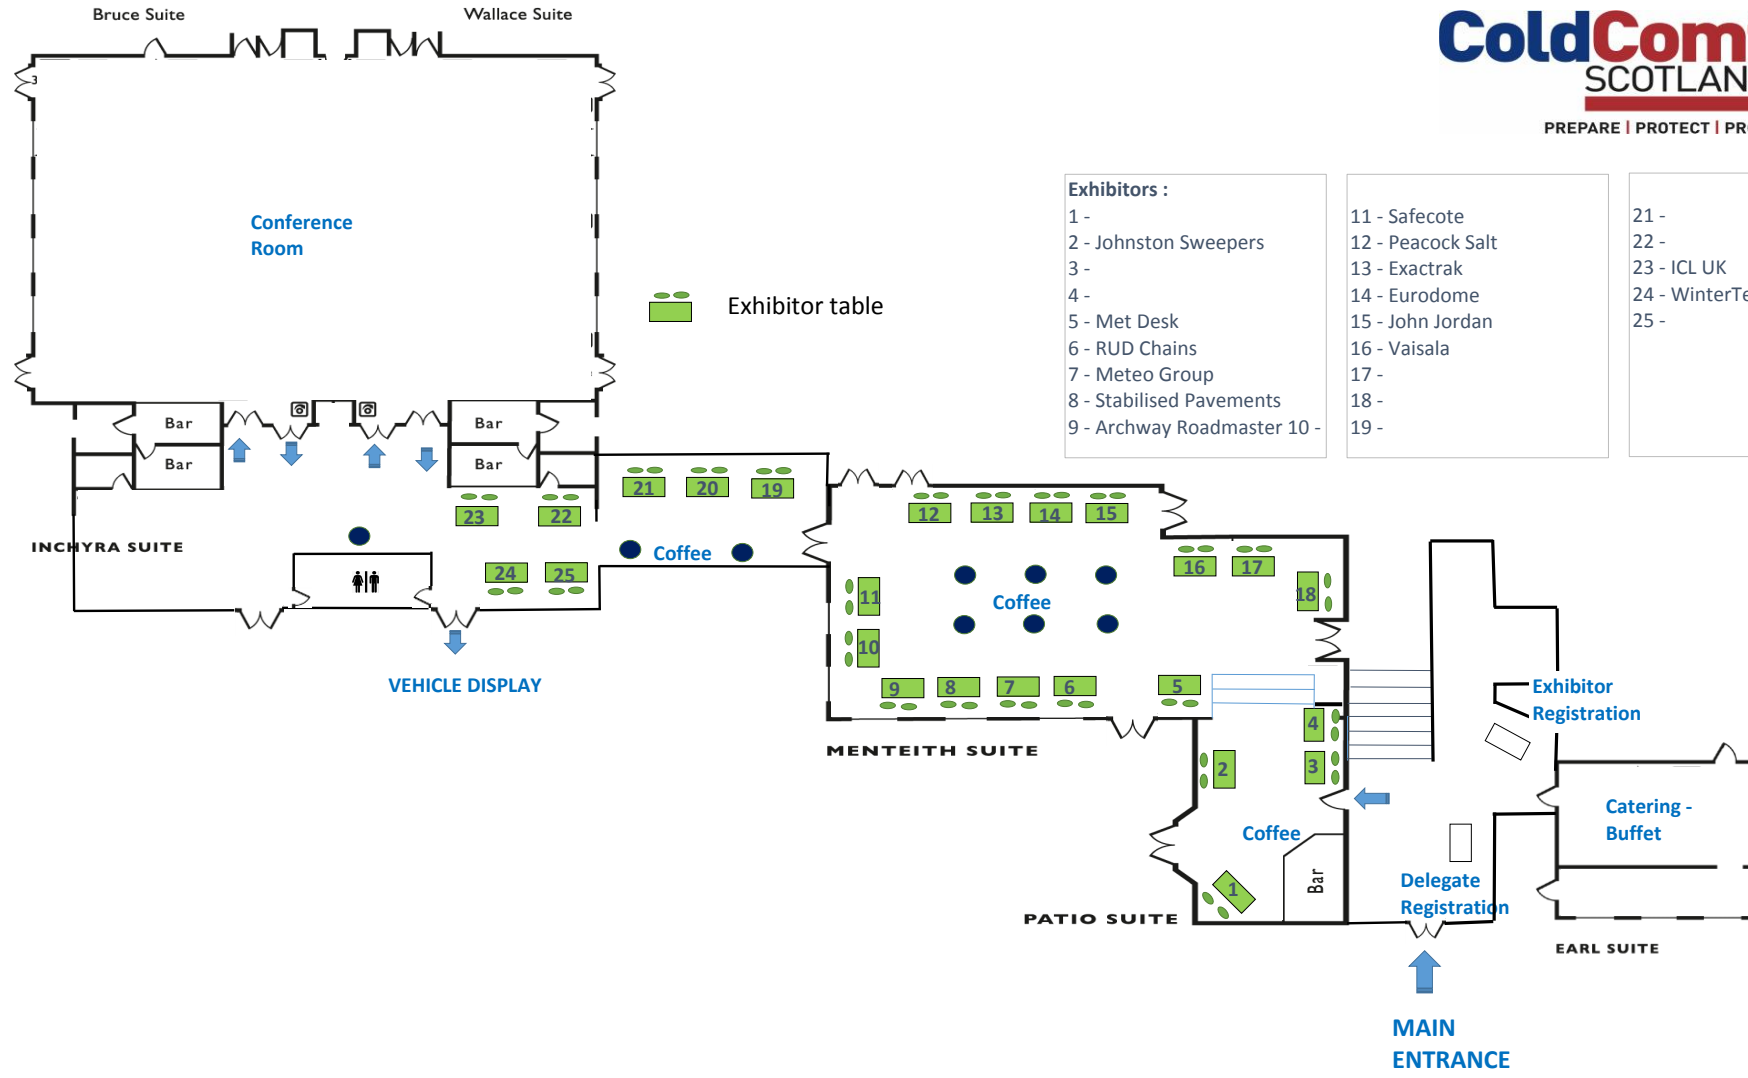 Bruce Suite
Wallace Suite
ColdCom
SCOTLAN
PREPARE | PROTECT | PR
Conference
Room
Exhibitor table
Exhibitors :
1 -
2 - Johnston Sweepers
3 -
4 -
5 - Met Desk
6 - RUD Chains
7 - Meteo Group
8 - Stabilised Pavements
9 - Archway Roadmaster 10 -
11 - Safecote
12 - Peacock Salt
13 - Exactrak
14 - Eurodome
15 - John Jordan
16 - Vaisala
17 -
18 -
19 -
21 -
22 -
23 - ICL UK
24 - WinterTe
25 -
Bar
Bar
Bar
Bar
21
20
19
23
22
12
13
14
15
INCHYRA SUITE
Coffee
24
25
16
17
18
11
Coffee
10
VEHICLE DISPLAY
9
8
7
6
5
Exhibitor
Registration
MENTEITH SUITE
4
2
3
Catering -
Buffet
Coffee
1
Bar
Delegate
Registration
PATIO SUITE
EARL SUITE
MAIN
ENTRANCE